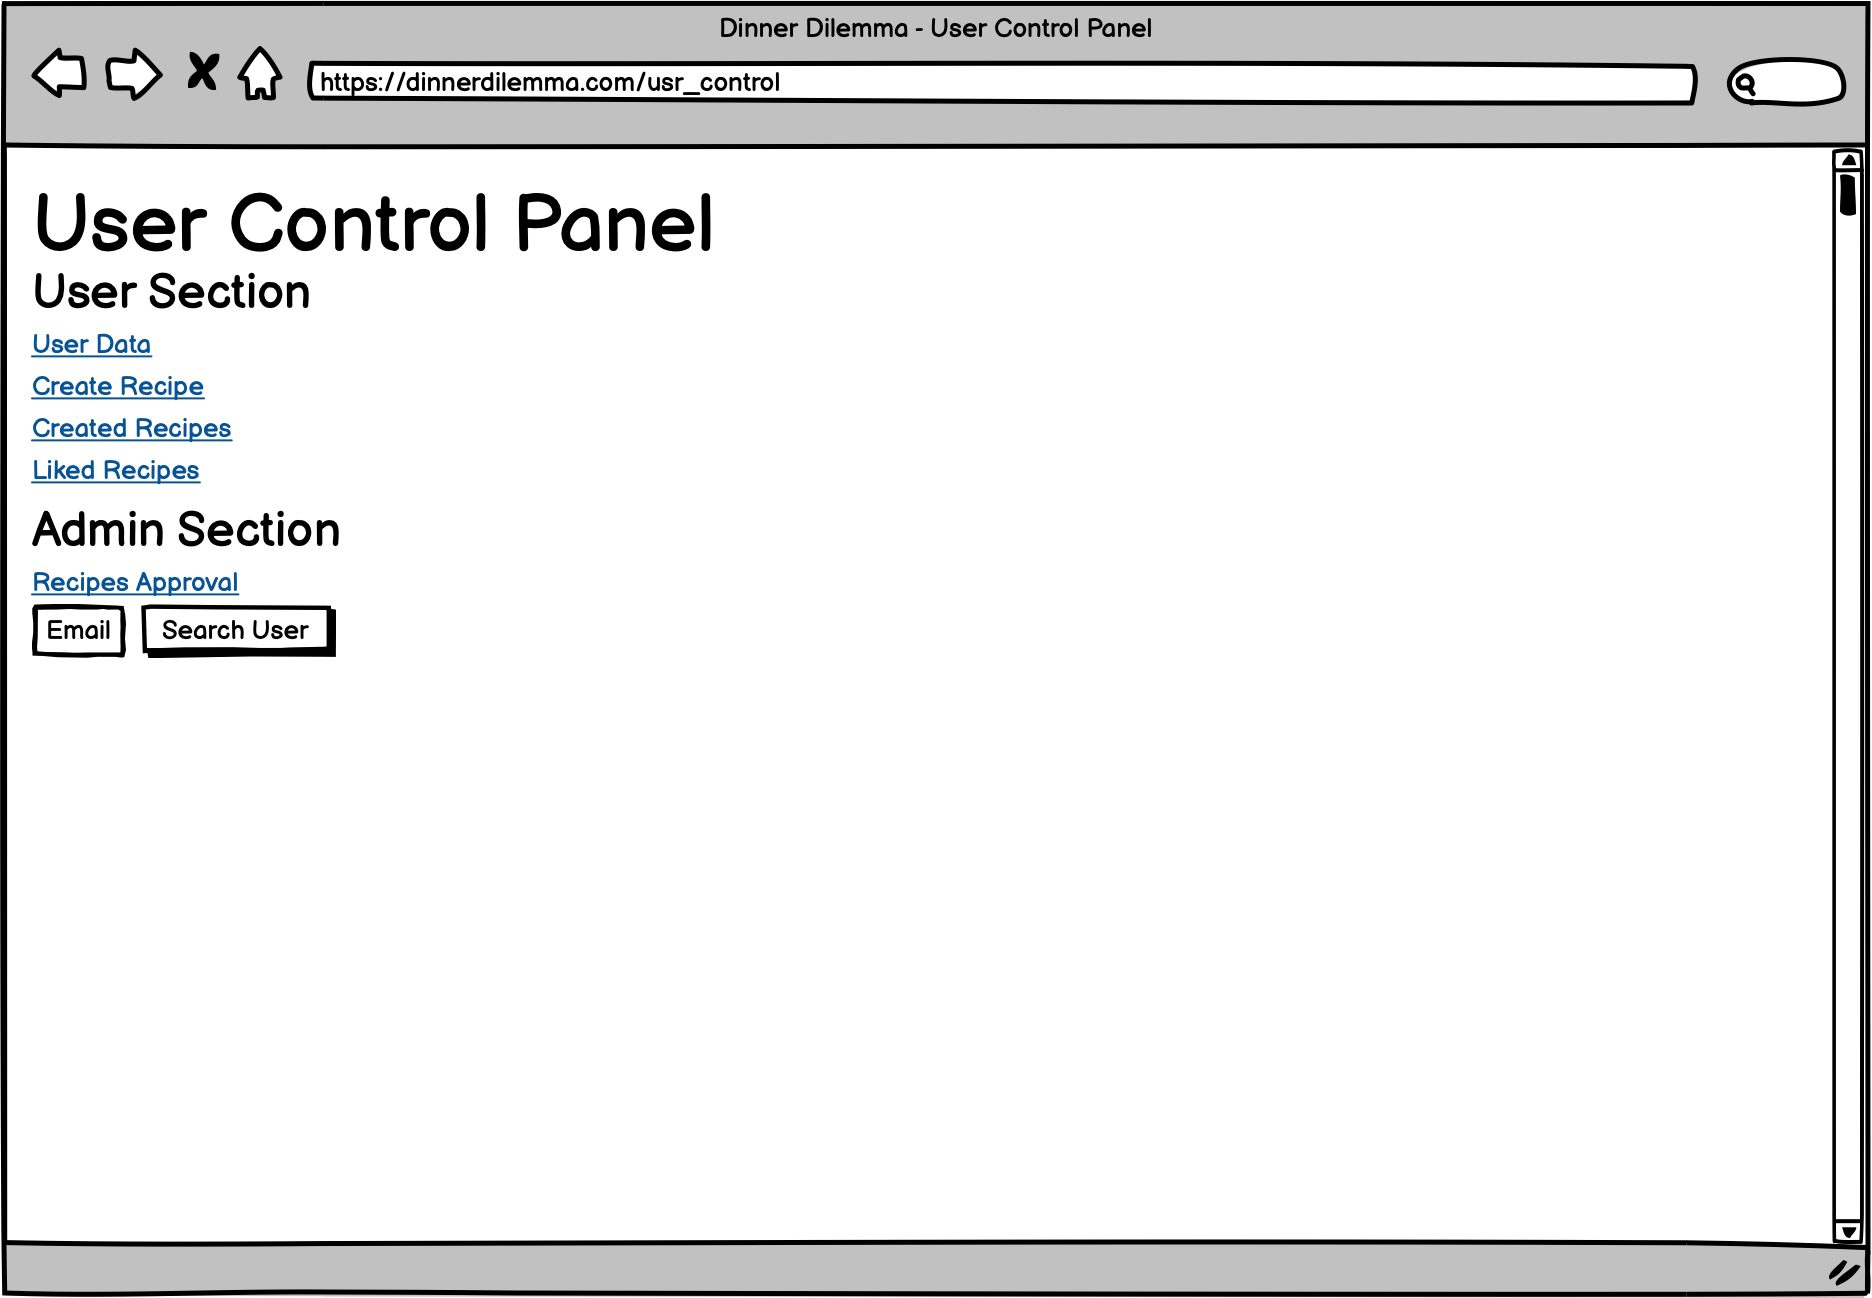 Dinner Dilemma - User Control Panel
https://dinnerdilemma.com/usr_control
User Control Panel
User Section
User Data
Create Recipe
Created Recipes
Liked Recipes
Admin Section
Recipes Approval
Email Search User